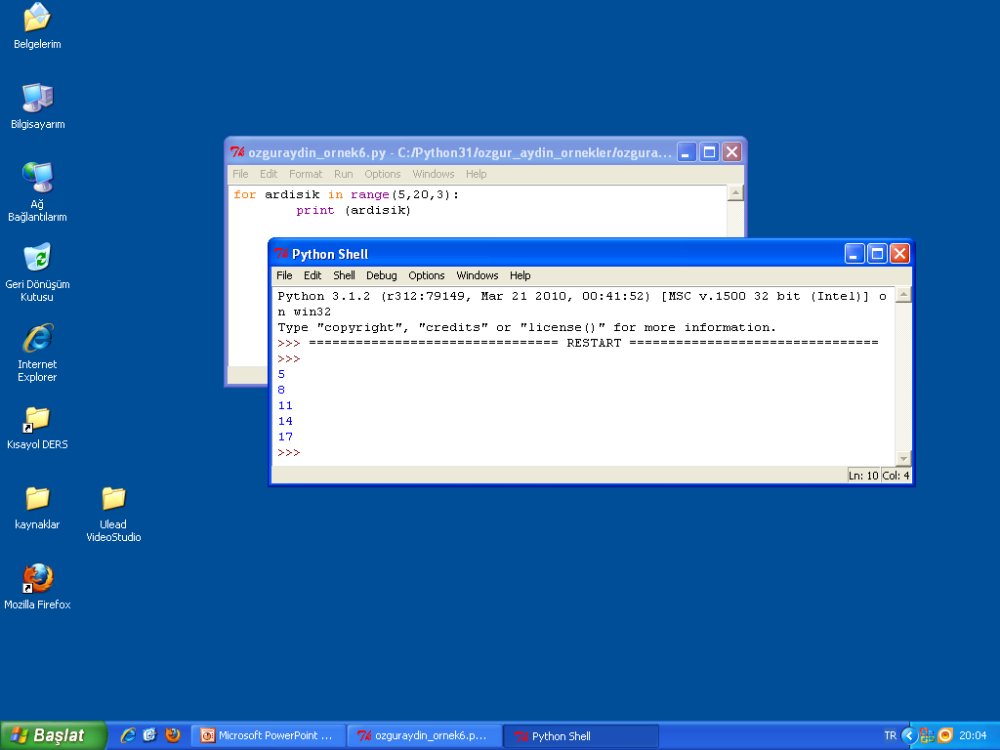 Belgelerim
Bilgisayarım
Ağ
Bağlantılarım
Geri Dönüşüm
Kutusu
Internet
Explorer
Kısayol DERS
kaynaklar
Ulead
VideoStudio
Mozilla Firefox
ozguraydin_ornek6.py - C:/Python31/ozgur_aydin_ornekler/ozgura...
File Edit Format Run Options Windows Help
for ardisik in range(5,20,3):
print (ardisik)
Python Shell
File Edit Shell Debug Options Windows Help
Python 3.1.2 (r312:79149, Mar 21 2010, 00:41:52) [MSC v.1500 32 bit (Intel)] o
n win32
Type "copyright", "credits" or "license()" for more information.
>>> ================================ RESTART ================================
>>>
5
8
11
14
17
>>>
Ln: 10 Col: 4
Başlat
Microsoft PowerPoint ...
ozguraydin_ornek6.p...
Python Shell
TR
20:04